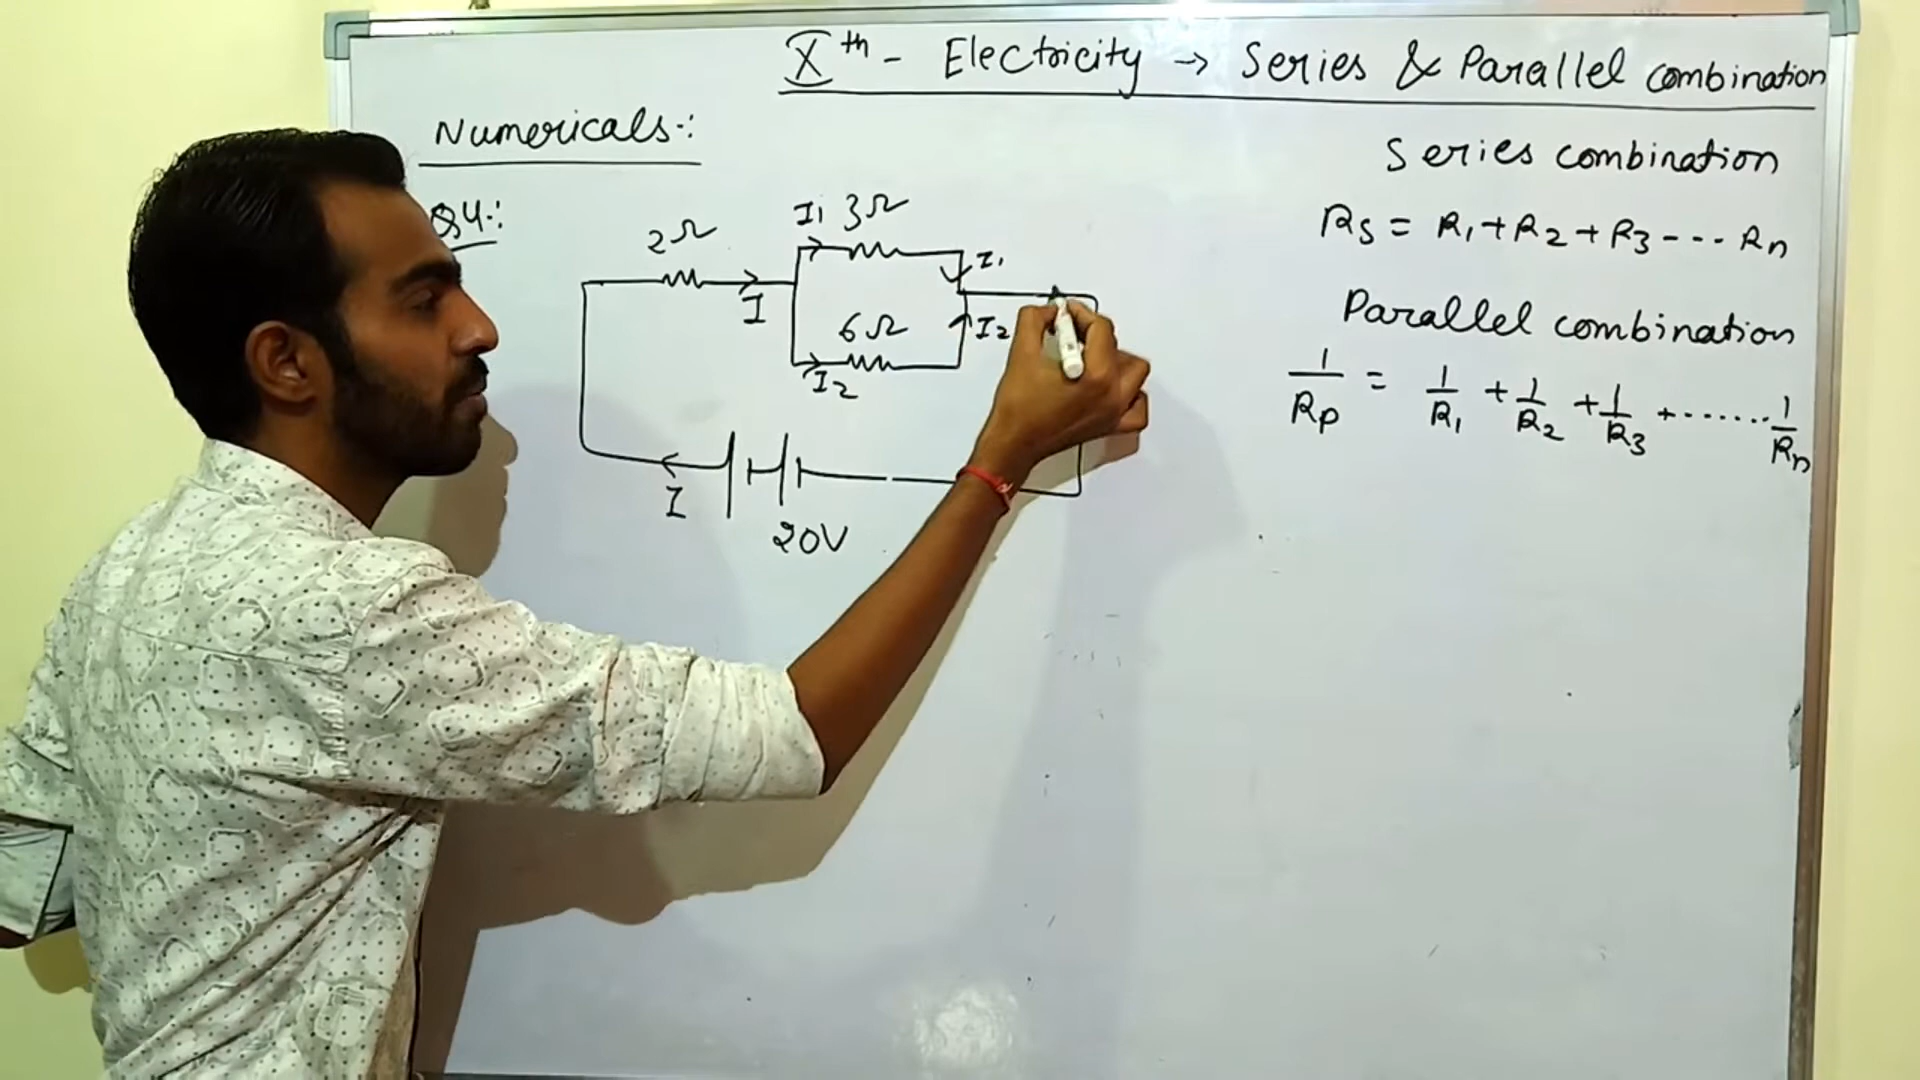 Xth - Electricity → Series & Parallel combination
Numericals:
Q4:
2Ω
I
I1 3Ω
I1
6Ω
I2
I2
I
20V
Series combination
Rs = R1 + R2 + R3 --- Rn
Parallel combination
1/Rp = 1/R1 + 1/R2 + 1/R3 + ....... 1/Rn